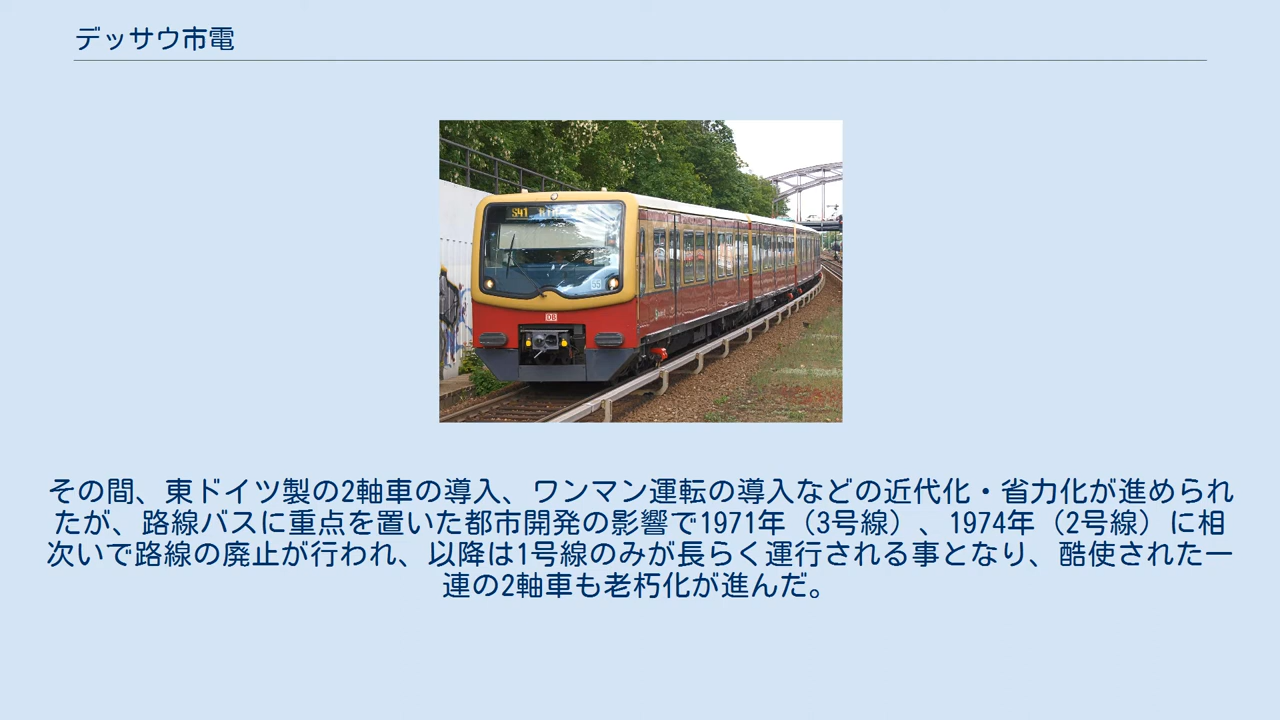 デッサウ市電
S41
DB
その間、東ドイツ製の2軸車の導入、ワンマン運転の導入などの近代化・省力化が進められ
たが、路線バスに重点を置いた都市開発の影響で1971年（3号線）、1974年（2号線）に相
次いで路線の廃止が行われ、以降は1号線のみが長らく運行される事となり、酷使された一
連の2軸車も老朽化が進んだ。